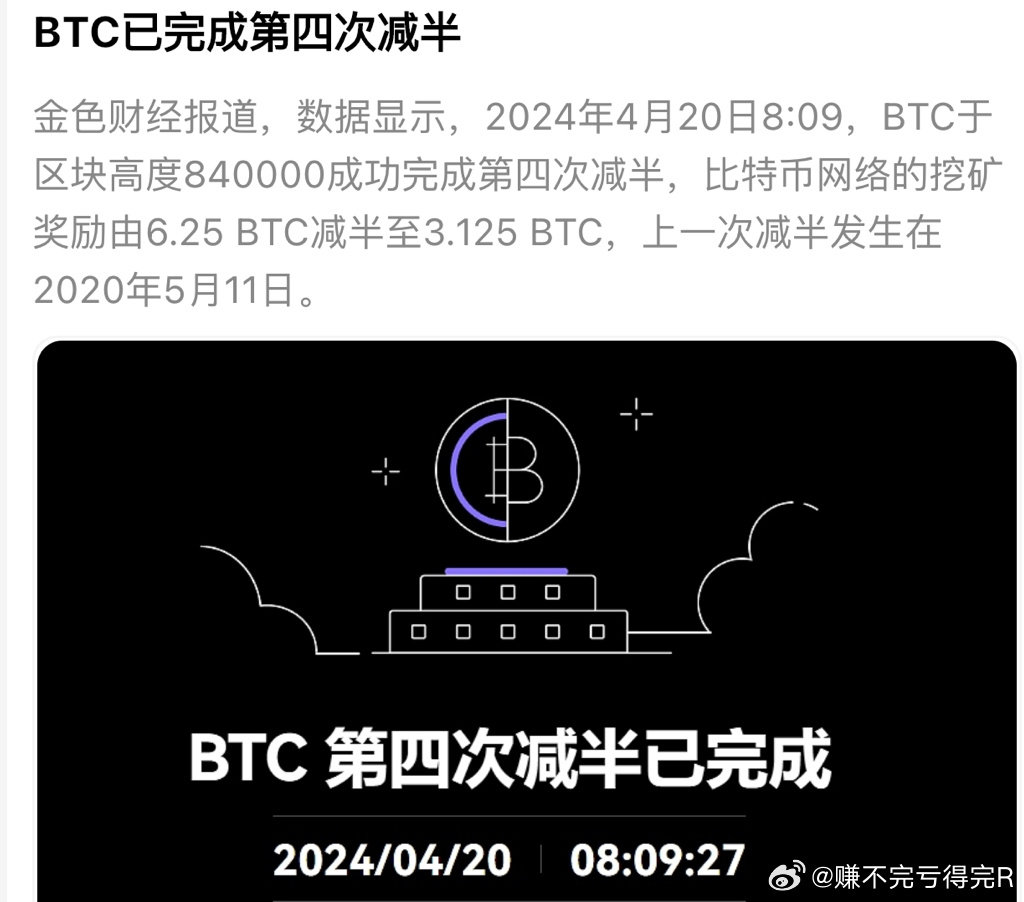 BTC已完成第四次减半
金色财经报道，数据显示，2024年4月20日8:09，BTC于
区块高度840000成功完成第四次减半，比特币网络的挖矿
奖励由6.25 BTC减半至3.125 BTC，上一次减半发生在
2020年5月11日。
BTC 第四次减半已完成
2024/04/20 | 08:09:27
@赚不完亏得完R